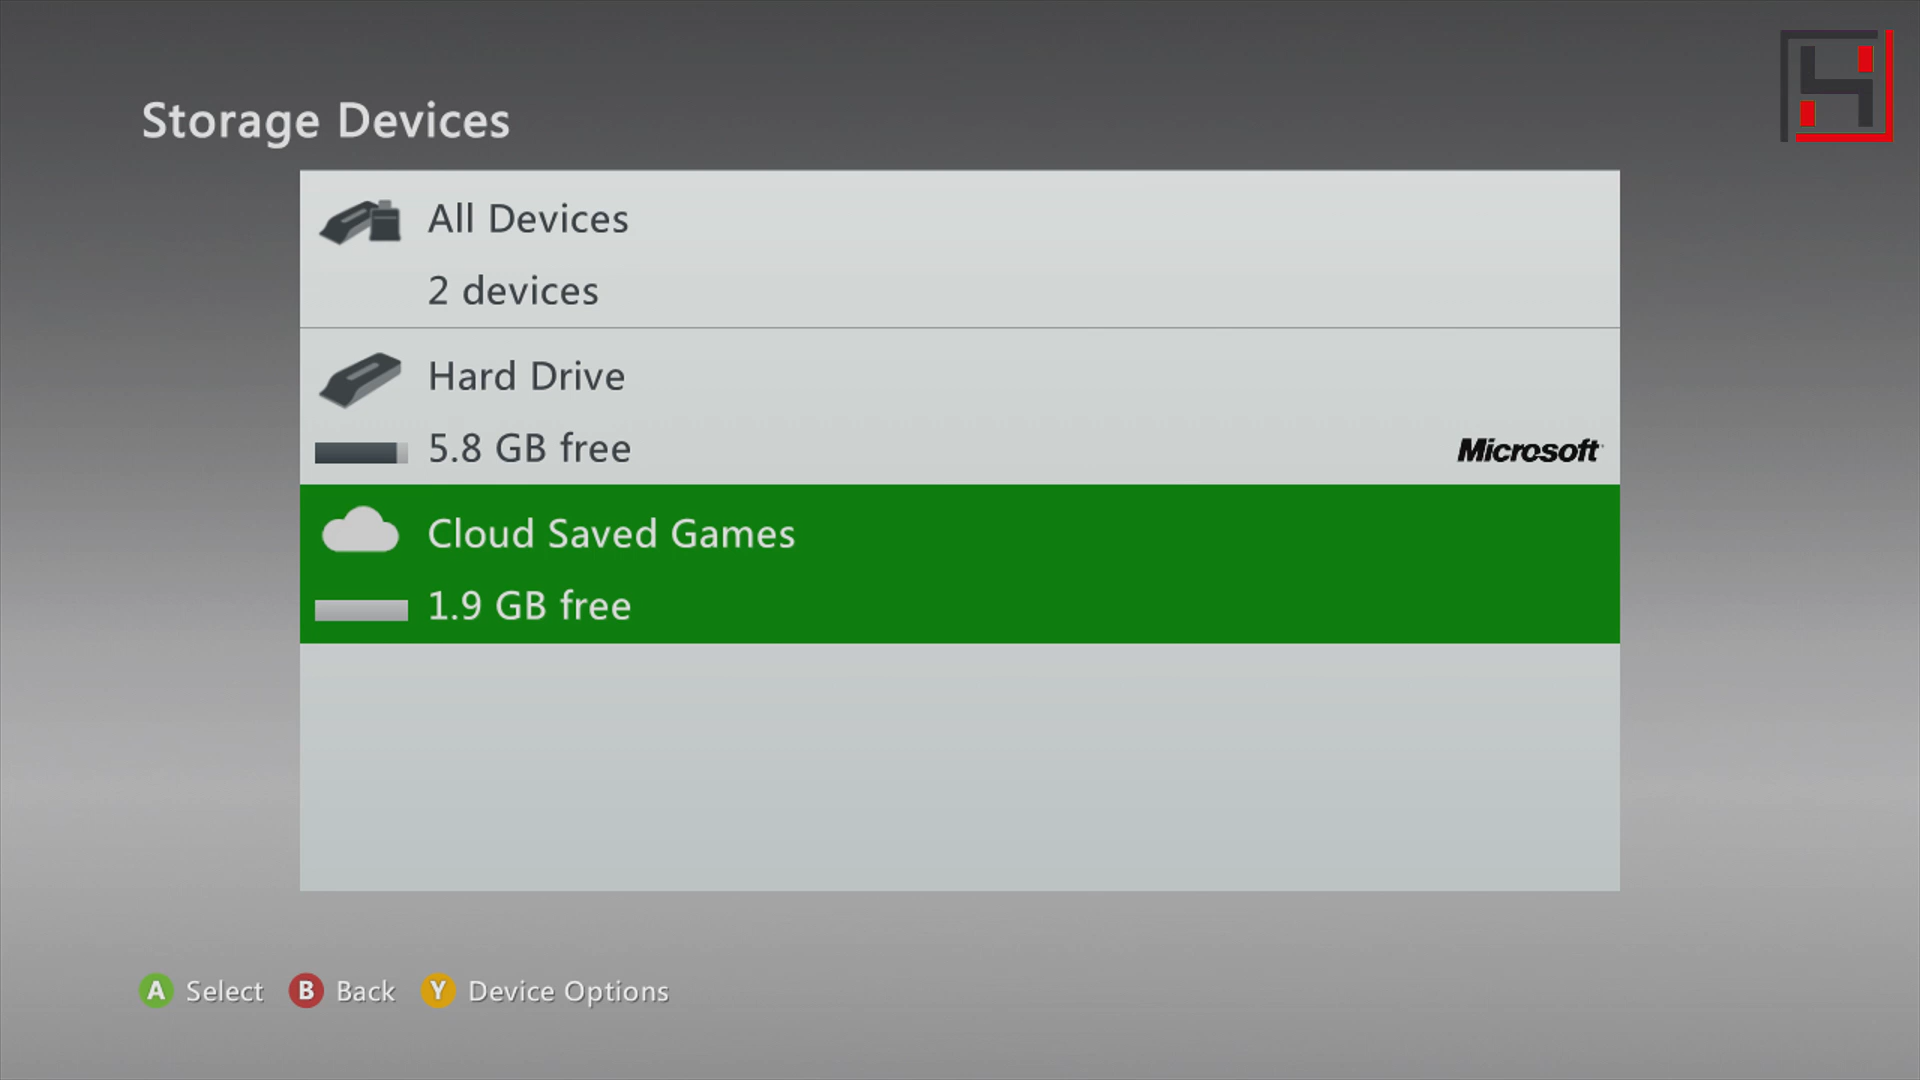 Storage Devices
All Devices
2 devices
Hard Drive
5.8 GB free
Microsoft
Cloud Saved Games
1.9 GB free
A Select B Back Y Device Options